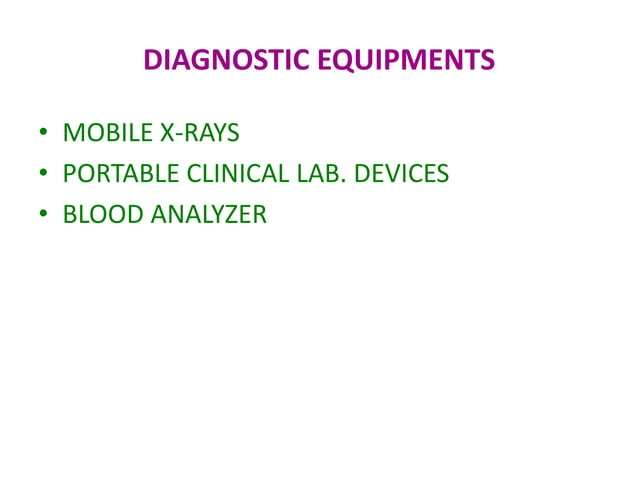 DIAGNOSTIC EQUIPMENTS
• MOBILE X-RAYS
• PORTABLE CLINICAL LAB. DEVICES
• BLOOD ANALYZER